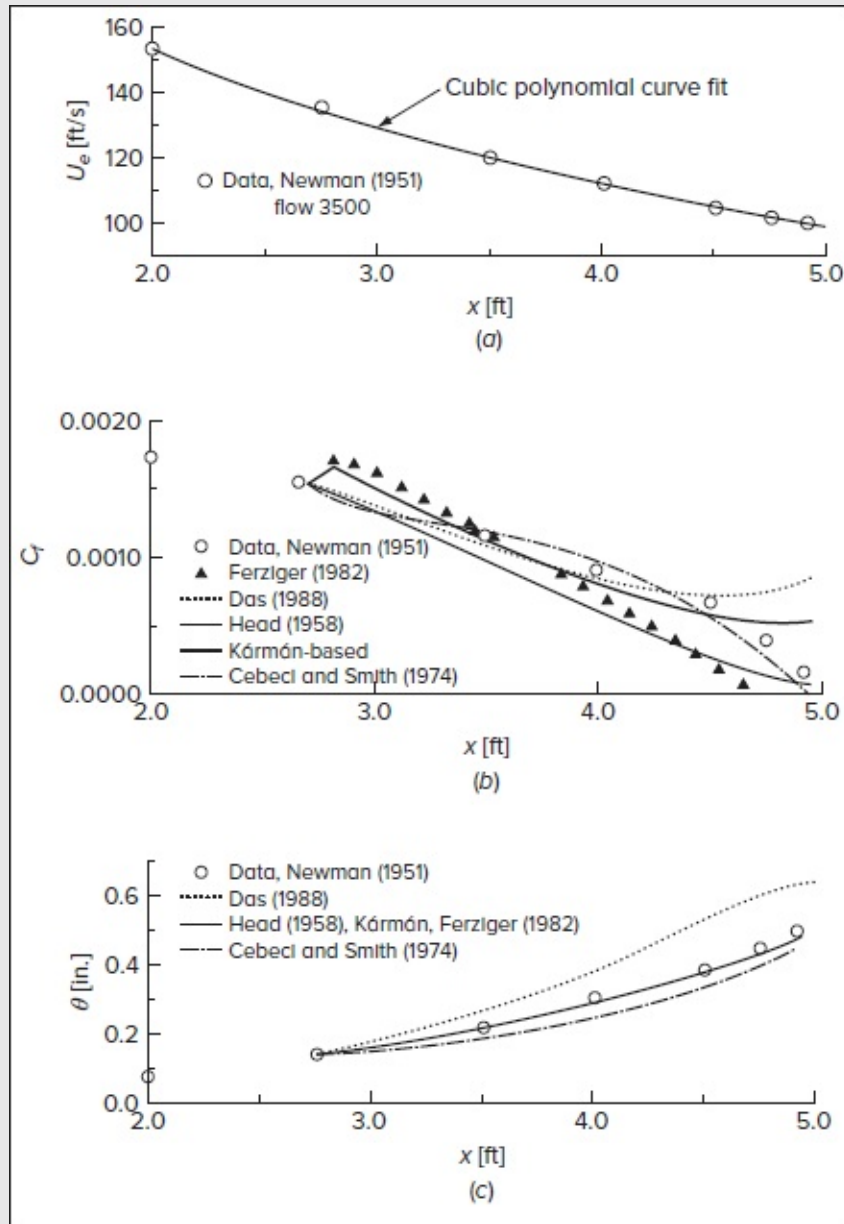 160
140
120
100
U_e [ft/s]
Cubic polynomial curve fit
Data, Newman (1951)
flow 3500
2.0 3.0 4.0 5.0
x [ft]
(a)
0.0020
0.0010
0.0000
C_f
Data, Newman (1951)
Ferziger (1982)
Das (1988)
Head (1958)
Kármán-based
Cebeci and Smith (1974)
2.0 3.0 4.0 5.0
x [ft]
(b)
0.6
0.4
0.2
0.0
θ [in.]
Data, Newman (1951)
Das (1988)
Head (1958), Kármán, Ferziger (1982)
Cebeci and Smith (1974)
2.0 3.0 4.0 5.0
x [ft]
(c)